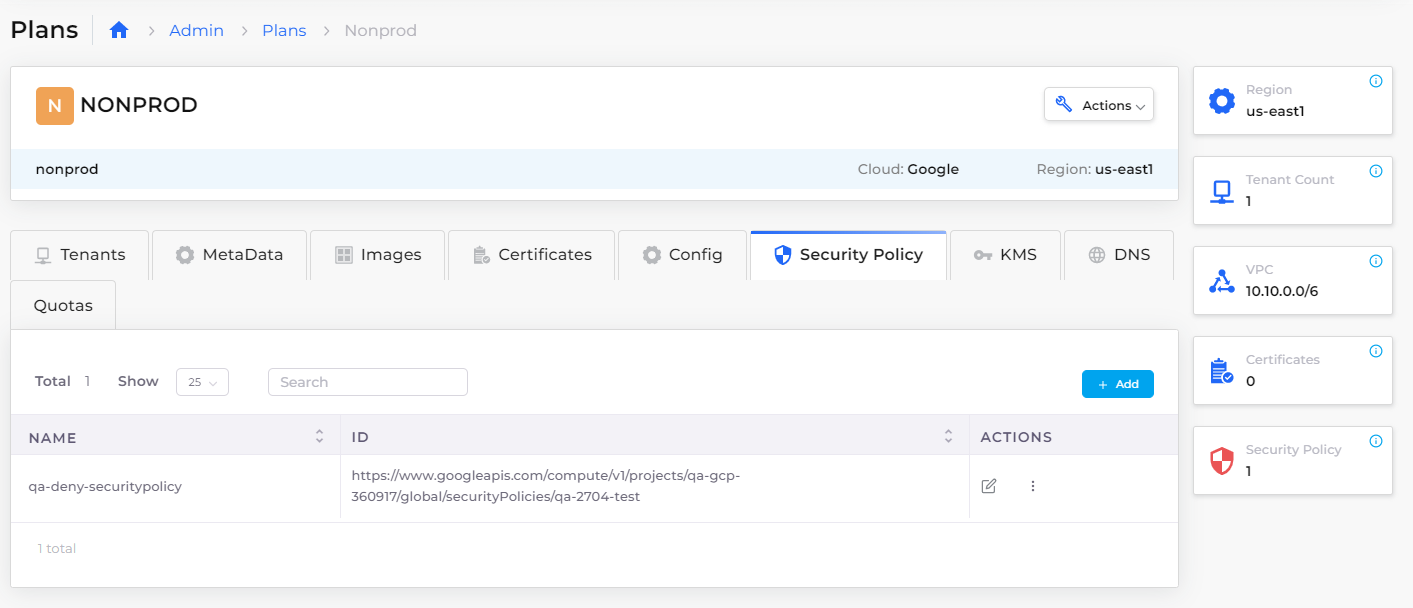 Plans
Admin
Plans
Nonprod
N
NONPROD
Actions
nonprod
Cloud: Google
Region: us-east1
Tenants
MetaData
Images
Certificates
Config
Security Policy
KMS
DNS
Quotas
Total 1
Show
25
Search
+ Add
NAME
ID
ACTIONS
qa-deny-securitypolicy
https://www.googleapis.com/compute/v1/projects/qa-gcp-
360917/global/securityPolicies/qa-2704-test
1 total
Region
us-east1
Tenant Count
1
VPC
10.10.0.0/6
Certificates
0
Security Policy
1